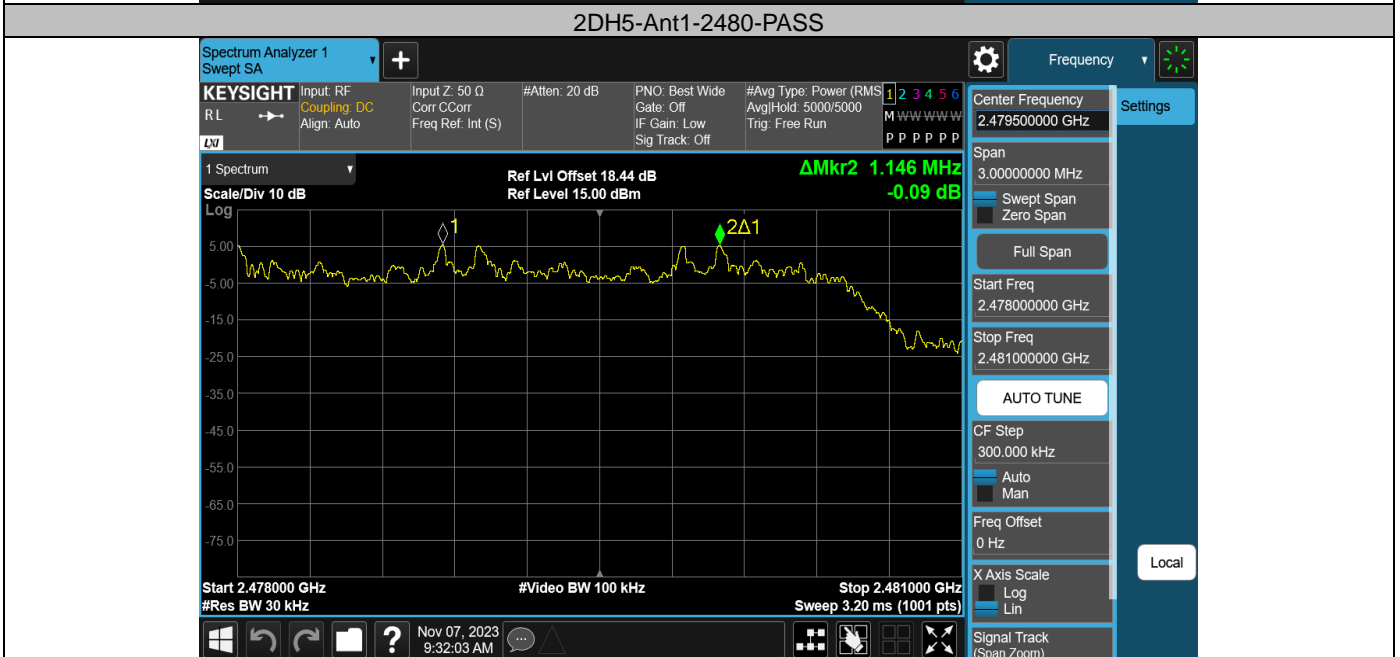 2DH5-Ant1-2480-PASS
Spectrum Analyzer 1
Swept SA
+
Frequency
KEYSIGHT
RL
LXI
Input: RF
Coupling: DC
Align: Auto
Input Z: 50 Ω
Corr CCorr
Freq Ref: Int (S)
#Atten: 20 dB
PNO: Best Wide
Gate: Off
IF Gain: Low
Sig Track: Off
#Avg Type: Power (RMS
Avg|Hold: 5000/5000
Trig: Free Run
1 2 3 4 5 6
M W W W W W
P P P P P P
1 Spectrum
Scale/Div 10 dB
Log
Ref Lvl Offset 18.44 dB
Ref Level 15.00 dBm
ΔMkr2 1.146 MHz
-0.09 dB
1
2Δ1
5.00
-5.00
-15.0
-25.0
-35.0
-45.0
-55.0
-65.0
-75.0
Start 2.478000 GHz
#Res BW 30 kHz
#Video BW 100 kHz
Stop 2.481000 GHz
Sweep 3.20 ms (1001 pts)
Center Frequency
2.479500000 GHz
Settings
Span
3.00000000 MHz
Swept Span
Zero Span
Full Span
Start Freq
2.478000000 GHz
Stop Freq
2.481000000 GHz
AUTO TUNE
CF Step
300.000 kHz
Auto
Man
Freq Offset
0 Hz
X Axis Scale
Log
Lin
Local
Signal Track
(Span Zoom)
?
Nov 07, 2023
9:32:03 AM